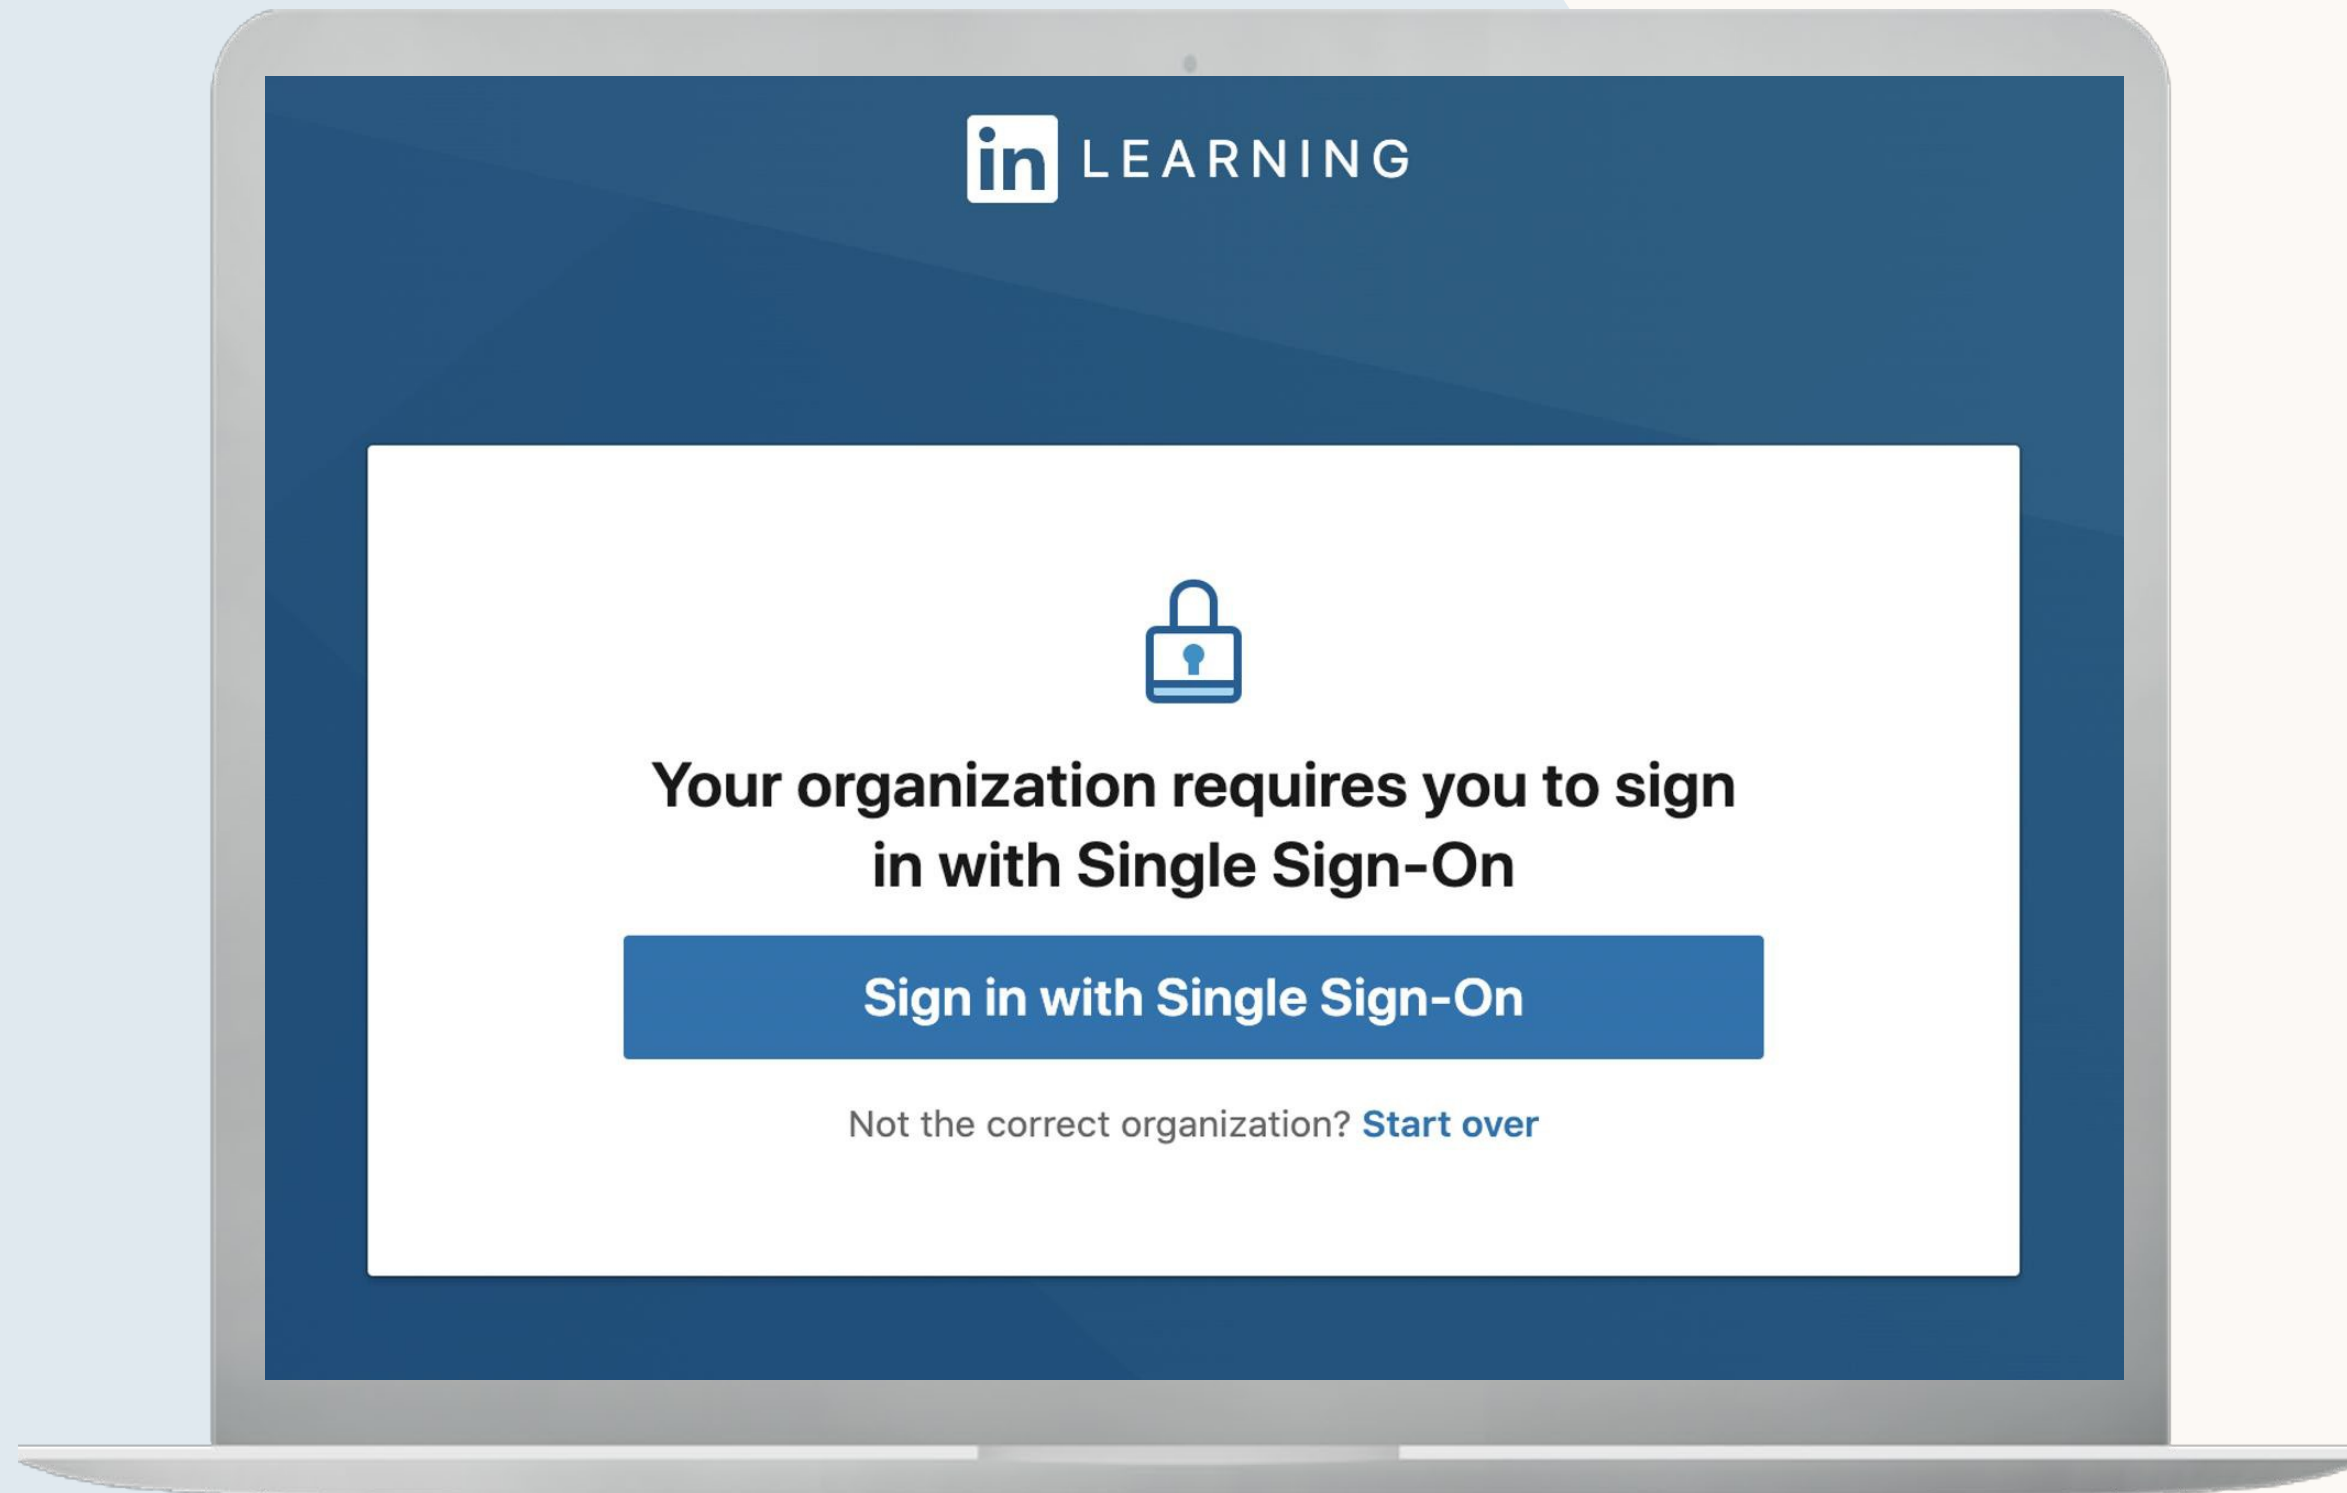 in LEARNING
Your organization requires you to sign
in with Single Sign-On
Sign in with Single Sign-On
Not the correct organization? Start over